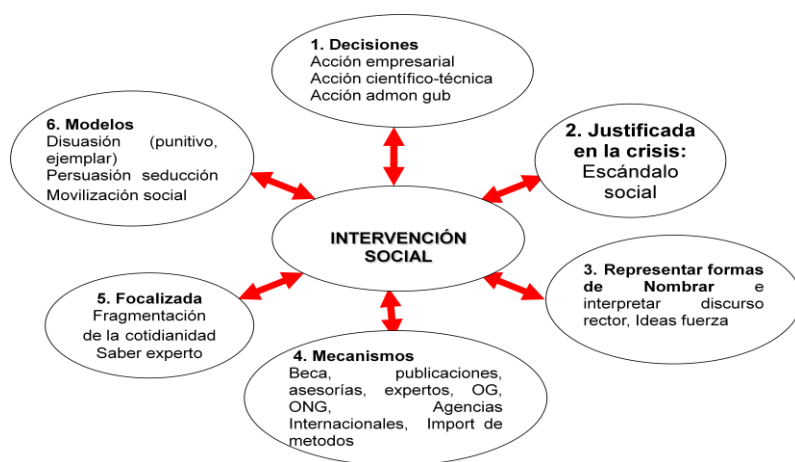 1. Decisiones
Acción empresarial
Acción científico-técnica
Acción admon gub
2. Justificada
en la crisis:
Escándalo
social
3. Representar formas
de Nombrar e
interpretar discurso
rector, Ideas fuerza
4. Mecanismos
Beca, publicaciones,
asesorías, expertos, OG,
ONG, Agencias
Internacionales, Import de
metodos
5. Focalizada
Fragmentación
de la cotidianidad
Saber experto
6. Modelos
Disuasión (punitivo,
ejemplar)
Persuasión seducción
Movilización social
INTERVENCIÓN
SOCIAL